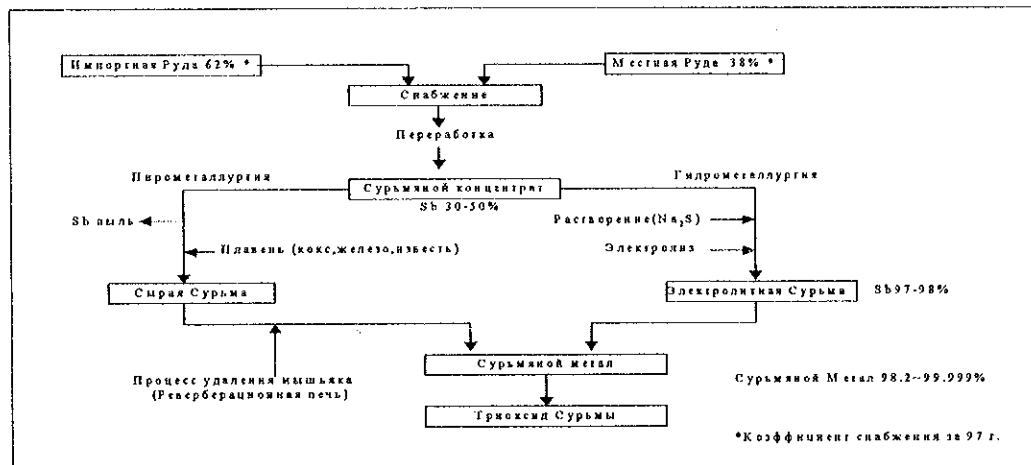 Импортная Руда 62% *
Местная Руда 38% *
Снабжение
Переработка
Пирометаллургия
Гидрометаллургия
Сурьмяной концентрат
Sb 30-50%
Sb пыль
Растворение(Na₂S)
Плавень (кокс,железо,известь)
Электролиз
Сырая Сурьма
Электролитная Сурьма
Sb97-98%
Сурьмяной метал
Процесс удаления мышьяка
(Реверберационная печь)
Сурьмяной Метал 98.2~99.999%
Триоксид Сурьмы
*Коэффициент снабжения за 97 г.